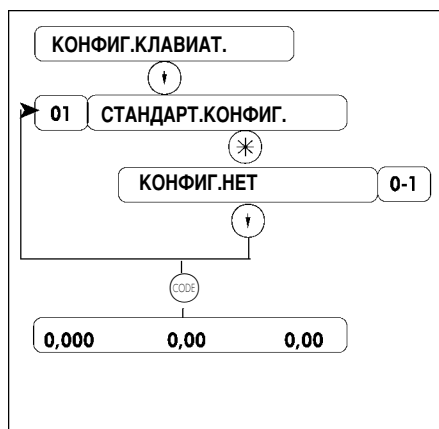 КОНФИГ.КЛАВИАТ.
01 СТАНДАРТ.КОНФИГ.
КОНФИГ.НЕТ 0-1
CODE
0,000 0,00 0,00